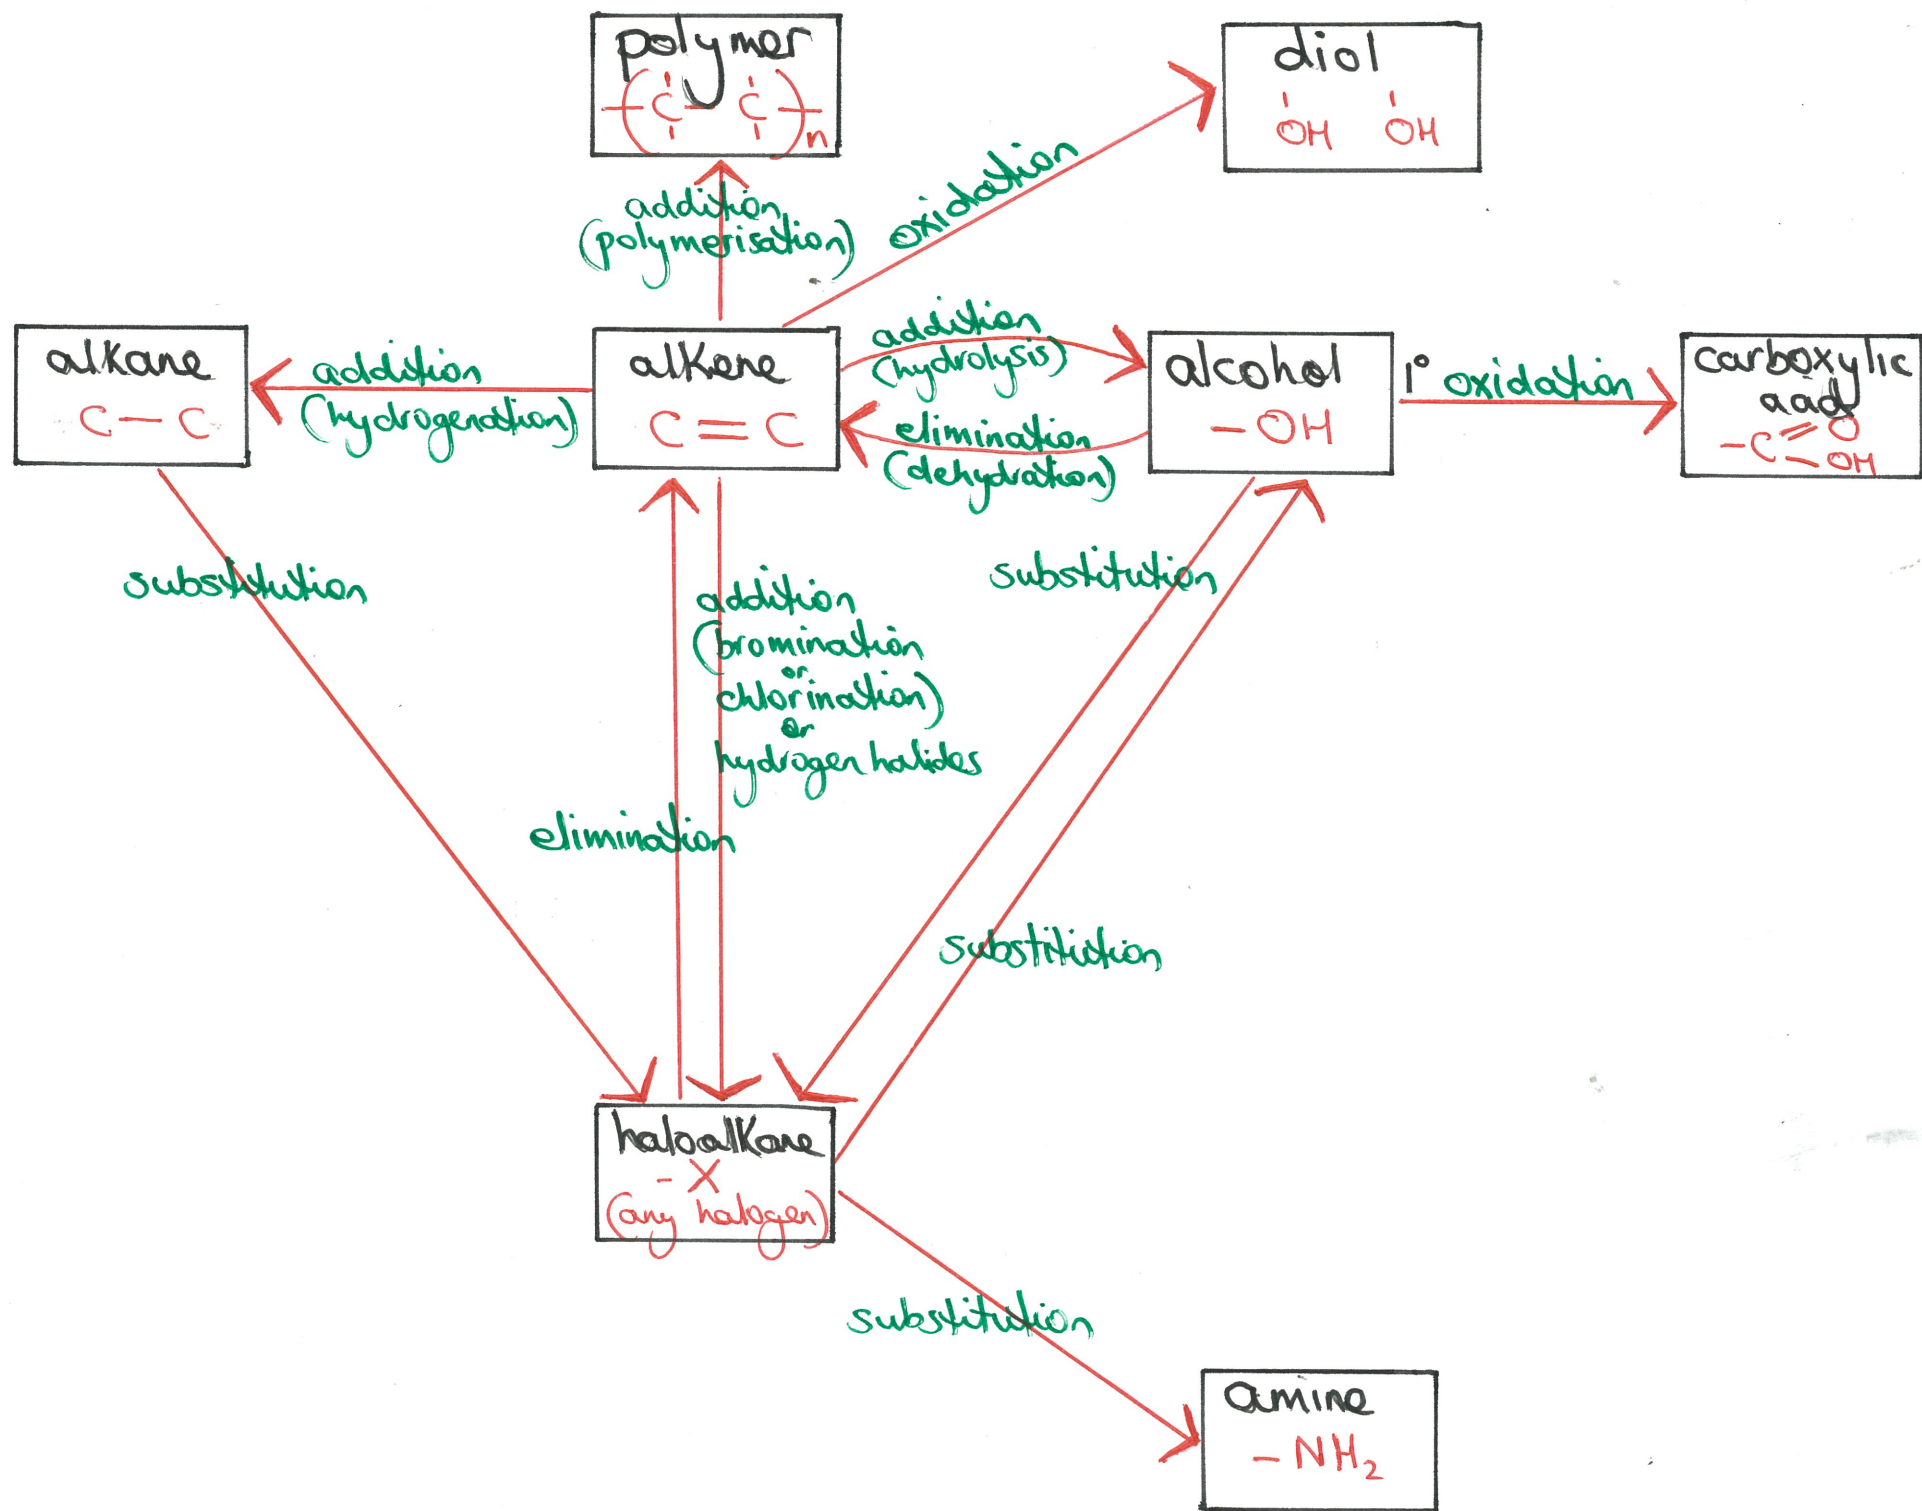 polymer
( C - C )n
diol
OH OH
addition
(polymerisation)
oxidation
alkane
C - C
addition
(hydrogenation)
alkene
C = C
addition
(hydrolysis)
elimination
(dehydration)
alcohol
- OH
1° oxidation
carboxylic
acid
- C = O
- OH
substitution
addition
(bromination
or
chlorination)
or
hydrogen halides
elimination
substitution
substitution
haloalkane
- X
(any halogen)
substitution
amine
- NH₂